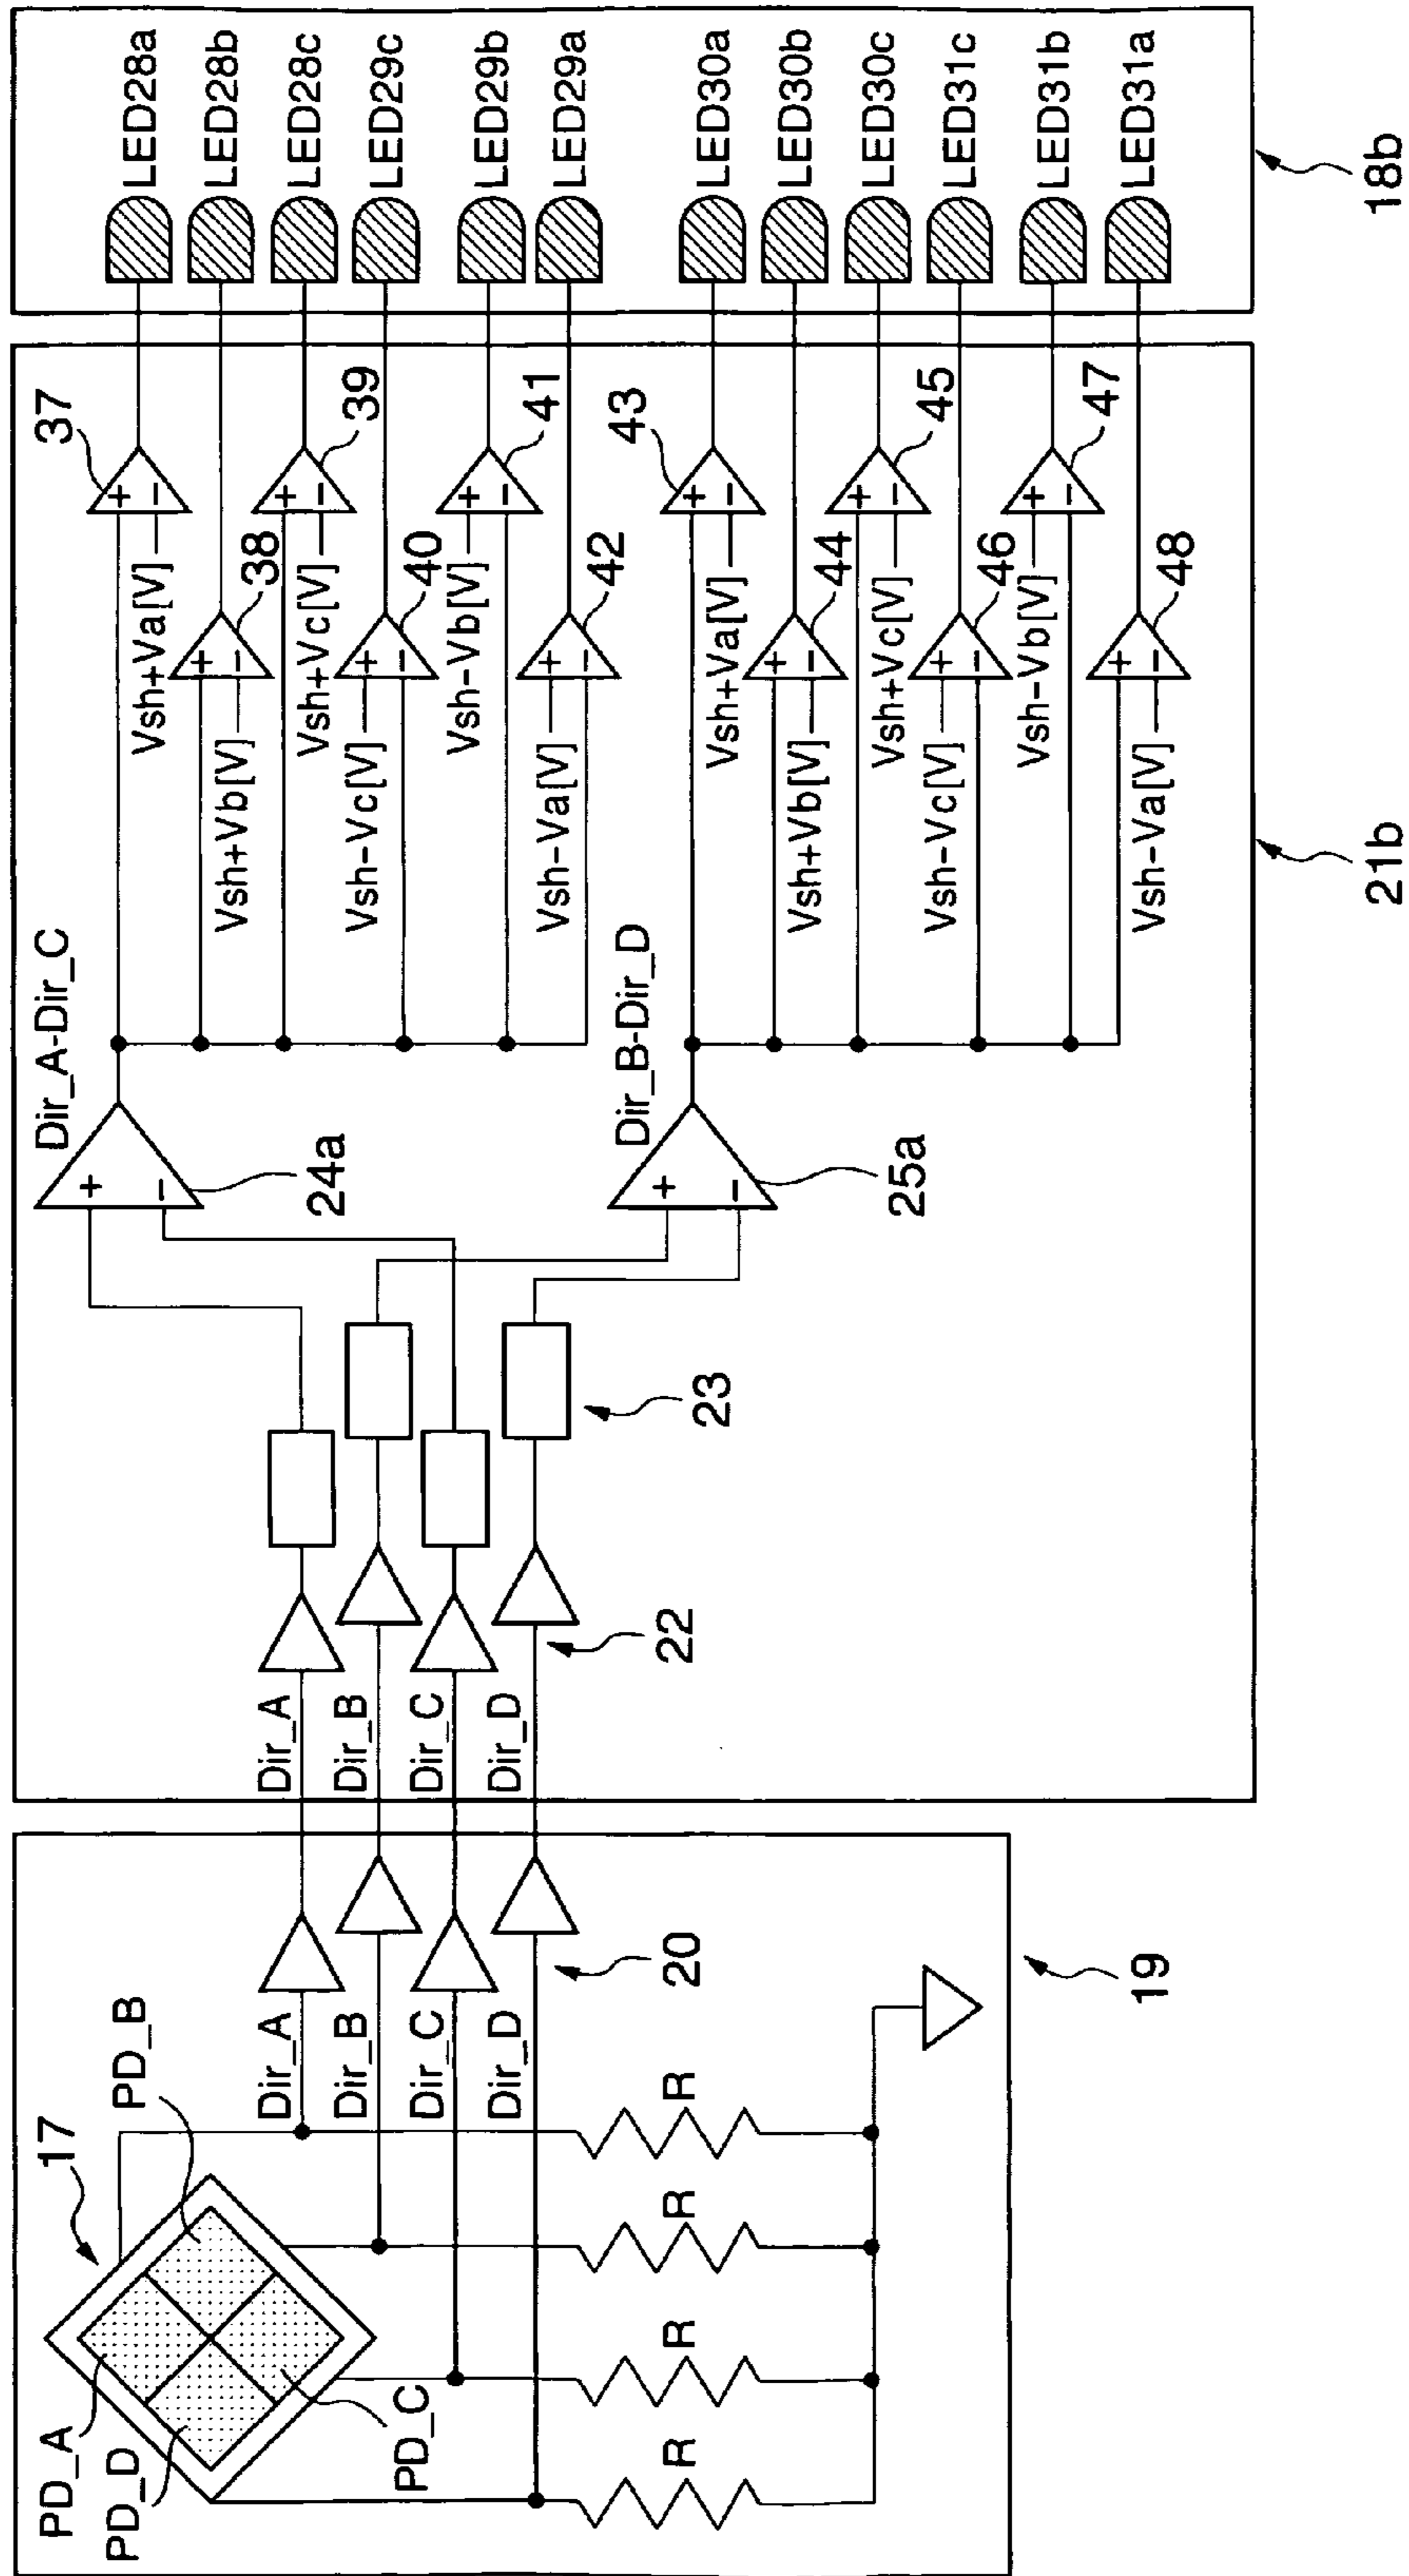 17
PD_A
PD_D
PD_B
PD_C
Dir_A
Dir_B
Dir_C
Dir_D
20
R
R
R
R
19
Dir_A
Dir_B
Dir_C
Dir_D
22
23
24a
Dir_A-Dir_C
25a
Dir_B-Dir_D
+
-
+
-
37
+
-
Vsh+Va[V]
38
+
-
Vsh+Vb[V]
39
+
-
Vsh+Vc[V]
40
+
-
Vsh-Vc[V]
41
+
-
Vsh-Vb[V]
42
+
-
Vsh-Va[V]
43
+
-
Vsh+Va[V]
44
+
-
Vsh+Vb[V]
45
+
-
Vsh+Vc[V]
46
+
-
Vsh-Vc[V]
47
+
-
Vsh-Vb[V]
48
+
-
Vsh-Va[V]
21b
LED28a
LED28b
LED28c
LED29c
LED29b
LED29a
LED30a
LED30b
LED30c
LED31c
LED31b
LED31a
18b